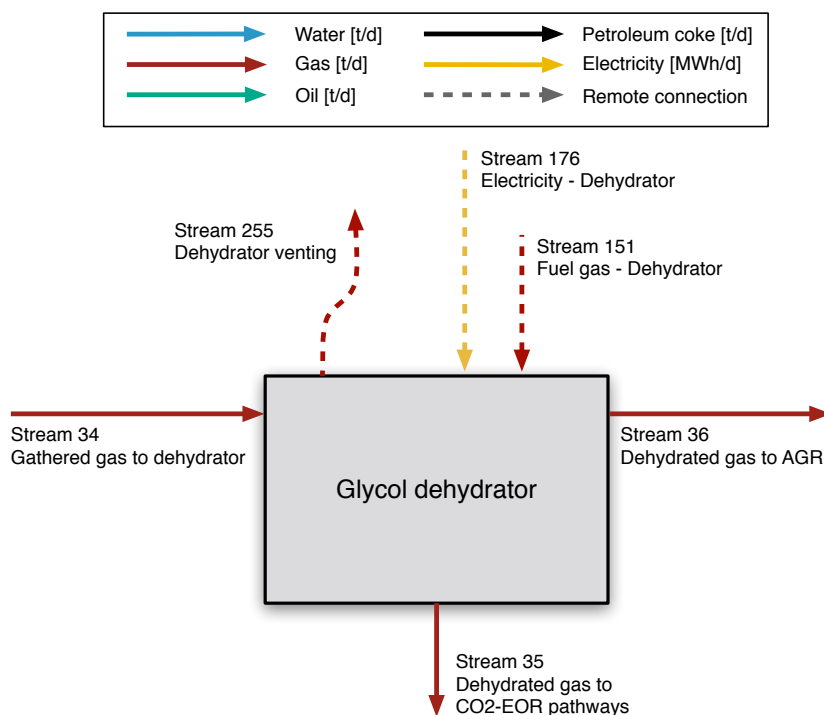 Water [t/d]
Gas [t/d]
Oil [t/d]
Petroleum coke [t/d]
Electricity [MWh/d]
Remote connection
Stream 176
Electricity - Dehydrator
Stream 255
Dehydrator venting
Stream 151
Fuel gas - Dehydrator
Stream 34
Gathered gas to dehydrator
Glycol dehydrator
Stream 36
Dehydrated gas to AGR
Stream 35
Dehydrated gas to
CO2-EOR pathways